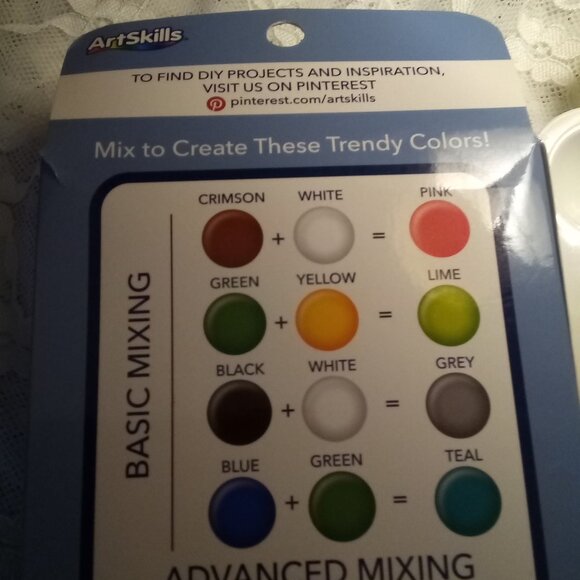 ArtSkills
TO FIND DIY PROJECTS AND INSPIRATION,
VISIT US ON PINTEREST
pinterest.com/artskills
Mix to Create These Trendy Colors!
BASIC MIXING
CRIMSON WHITE PINK
+ =
GREEN YELLOW LIME
+ =
BLACK WHITE GREY
+ =
BLUE GREEN TEAL
+ =
ADVANCED MIXING